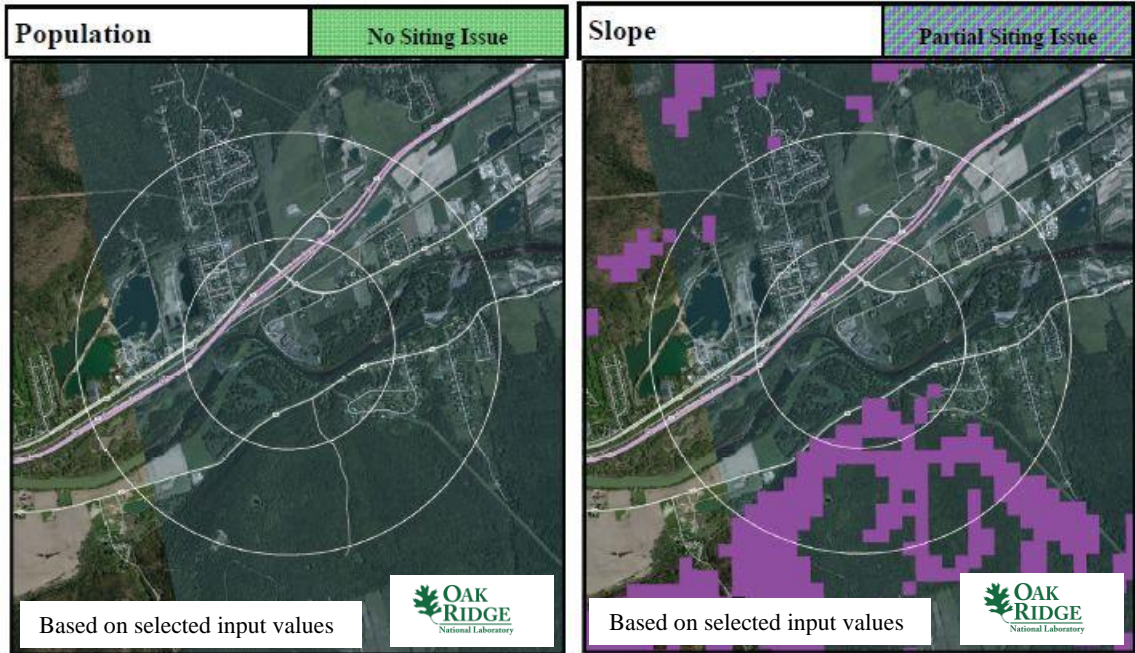 Population
No Siting Issue
Slope
Partial Siting Issue
Based on selected input values
OAK
RIDGE
National Laboratory
Based on selected input values
OAK
RIDGE
National Laboratory